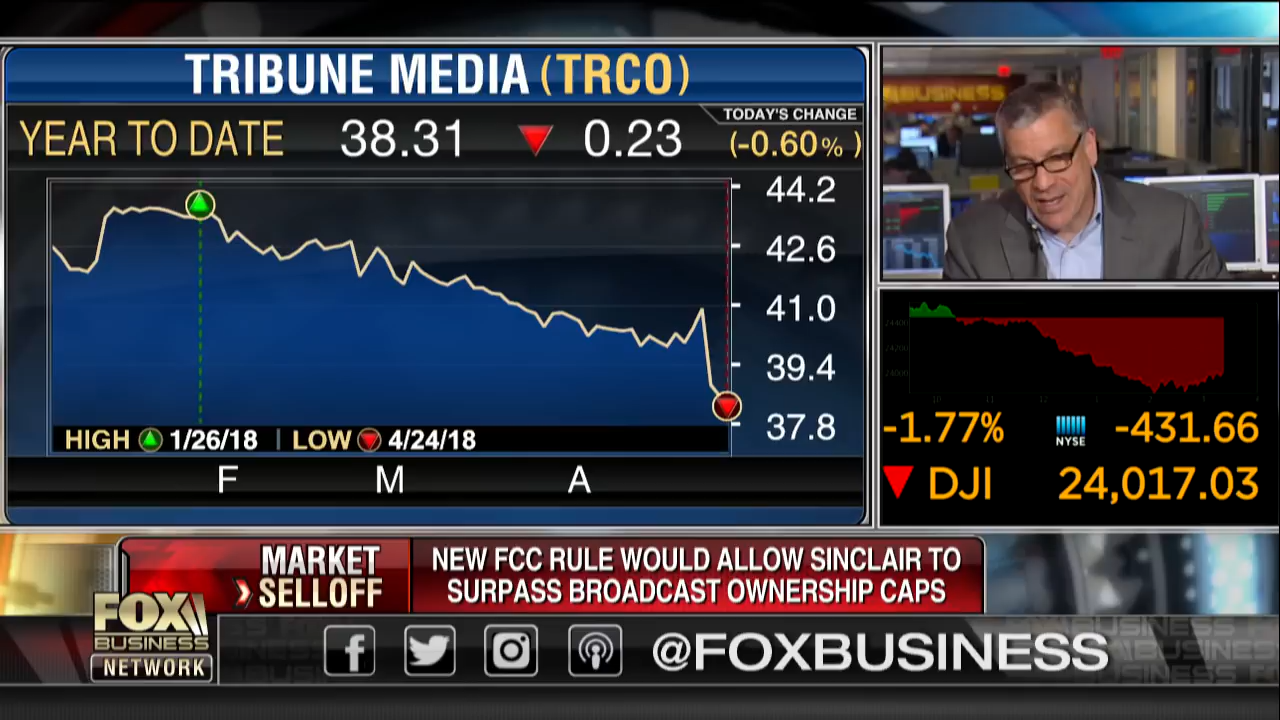 TRIBUNE MEDIA (TRCO)
TODAY'S CHANGE
YEAR TO DATE 38.31 0.23 (-0.60%)
44.2
42.6
41.0
39.4
37.8
HIGH 1/26/18 | LOW 4/24/18
F M A
BUSINESS
-1.77% NYSE -431.66
DJI 24,017.03
MARKET
SELLOFF
NEW FCC RULE WOULD ALLOW SINCLAIR TO
SURPASS BROADCAST OWNERSHIP CAPS
FOX
BUSINESS
NETWORK
@FOXBUSINESS